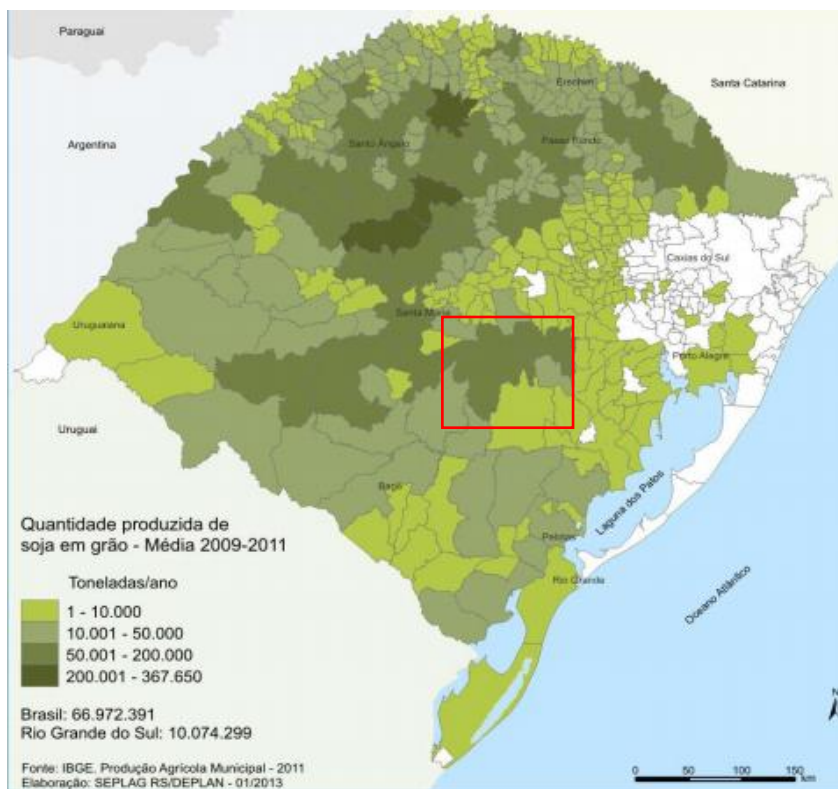 Paraguai
Santa Catarina
Erechim
Argentina
Santo Ângelo
Passo Fundo
Caxias do Sul
Uruguaiana
Santa Maria
Porto Alegre
Uruguai
Bagé
Laguna dos Patos
Pelotas
Rio Grande
Oceano Atlântico
Quantidade produzida de
soja em grão - Média 2009-2011
Toneladas/ano
1 - 10.000
10.001 - 50.000
50.001 - 200.000
200.001 - 367.650
Brasil: 66.972.391
Rio Grande do Sul: 10.074.299
Fonte: IBGE, Produção Agrícola Municipal - 2011
Elaboração: SEPLAG RS/DEPLAN - 01/2013
N
0 50 100 150
km